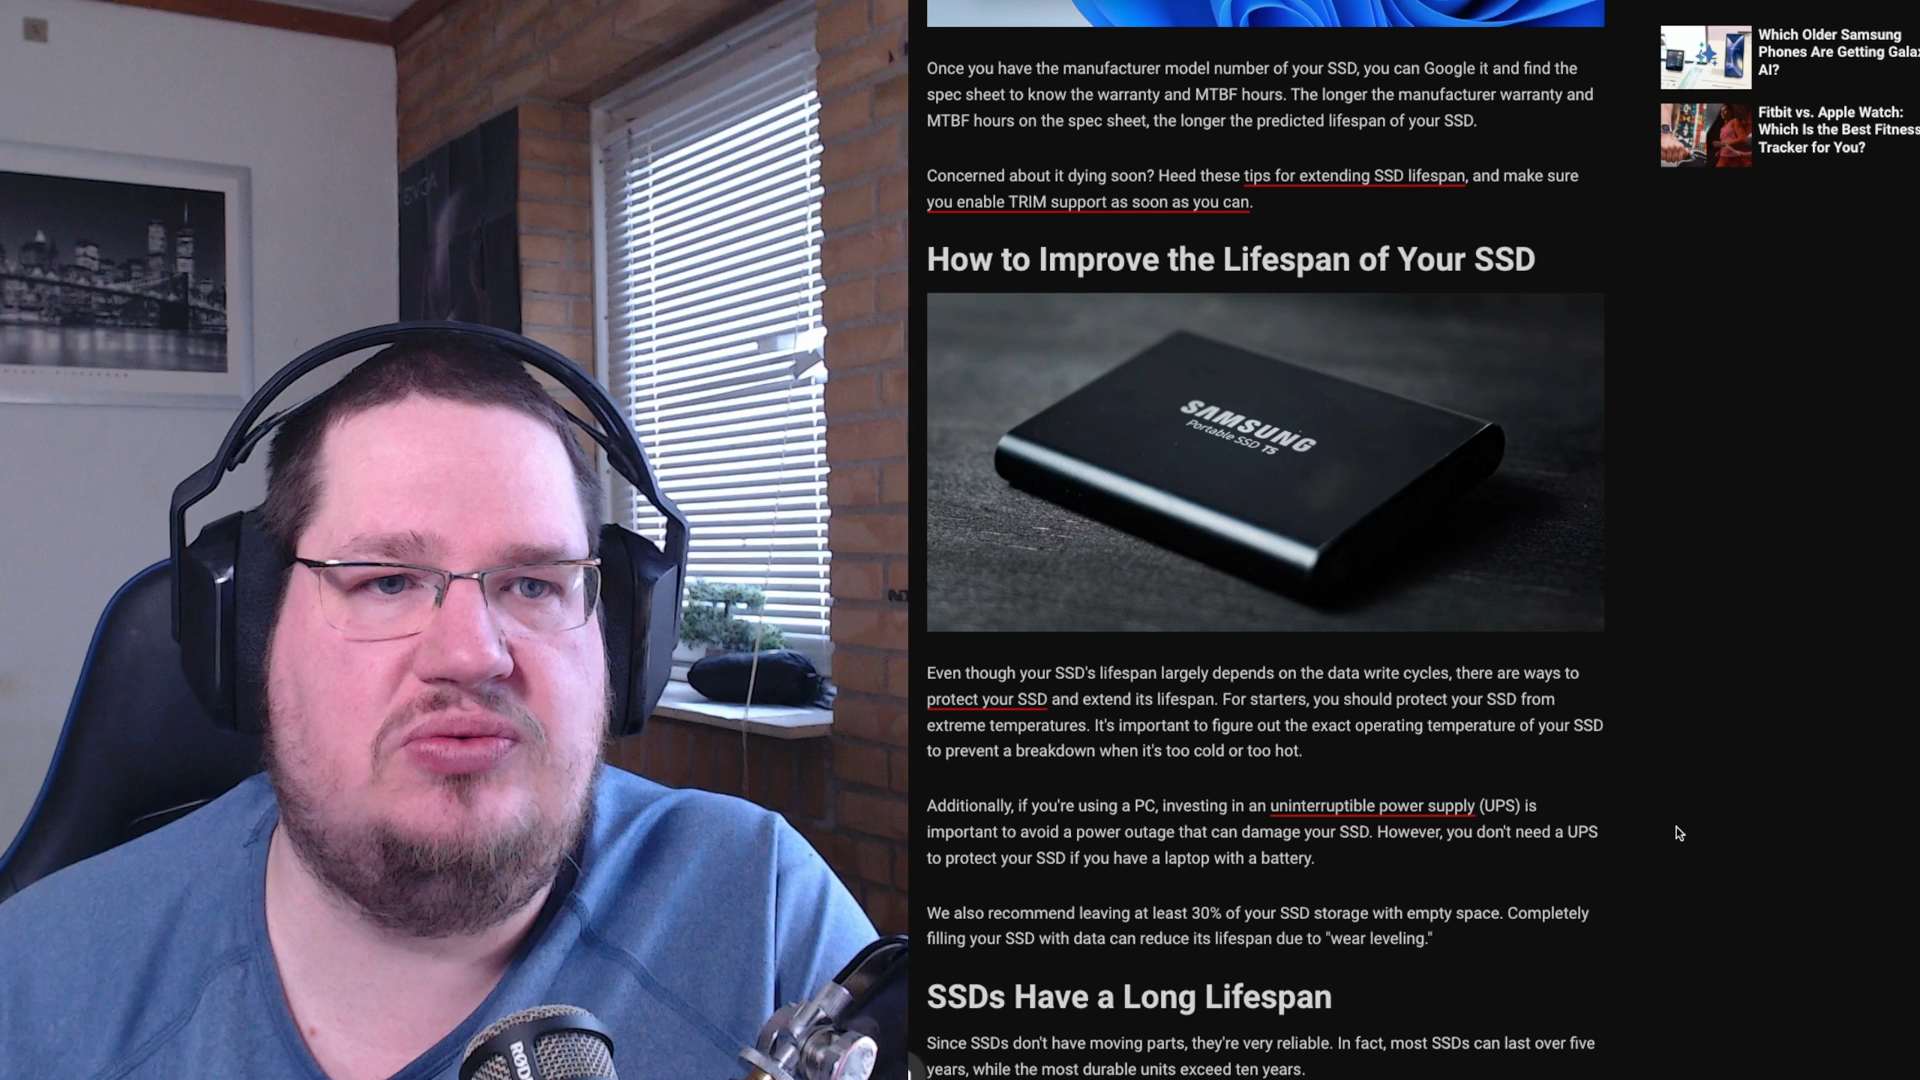 Once you have the manufacturer model number of your SSD, you can Google it and find the
spec sheet to know the warranty and MTBF hours. The longer the manufacturer warranty and
MTBF hours on the spec sheet, the longer the predicted lifespan of your SSD.
Concerned about it dying soon? Heed these tips for extending SSD lifespan, and make sure
you enable TRIM support as soon as you can.
How to Improve the Lifespan of Your SSD
SAMSUNG
Portable SSD T5
Even though your SSD's lifespan largely depends on the data write cycles, there are ways to
protect your SSD and extend its lifespan. For starters, you should protect your SSD from
extreme temperatures. It's important to figure out the exact operating temperature of your SSD
to prevent a breakdown when it's too cold or too hot.
Additionally, if you're using a PC, investing in an uninterruptible power supply (UPS) is
important to avoid a power outage that can damage your SSD. However, you don't need a UPS
to protect your SSD if you have a laptop with a battery.
We also recommend leaving at least 30% of your SSD storage with empty space. Completely
filling your SSD with data can reduce its lifespan due to "wear leveling."
SSDs Have a Long Lifespan
Since SSDs don't have moving parts, they're very reliable. In fact, most SSDs can last over five
years, while the most durable units exceed ten years.
Which Older Samsung
Phones Are Getting Gala
AI?
Fitbit vs. Apple Watch:
Which Is the Best Fitness
Tracker for You?
RØD